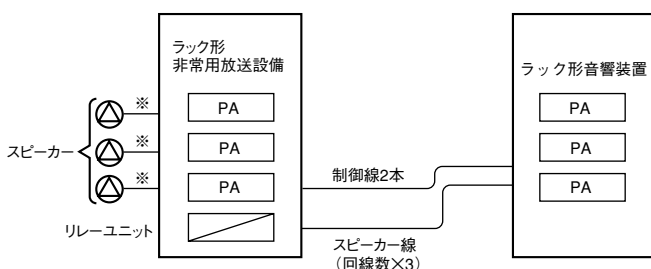 ラック形
非常用放送設備
ラック形音響装置
※
PA
PA
※
PA
PA
スピーカー
※
PA
PA
制御線2本
リレーユニット
スピーカー線
（回線数×3）